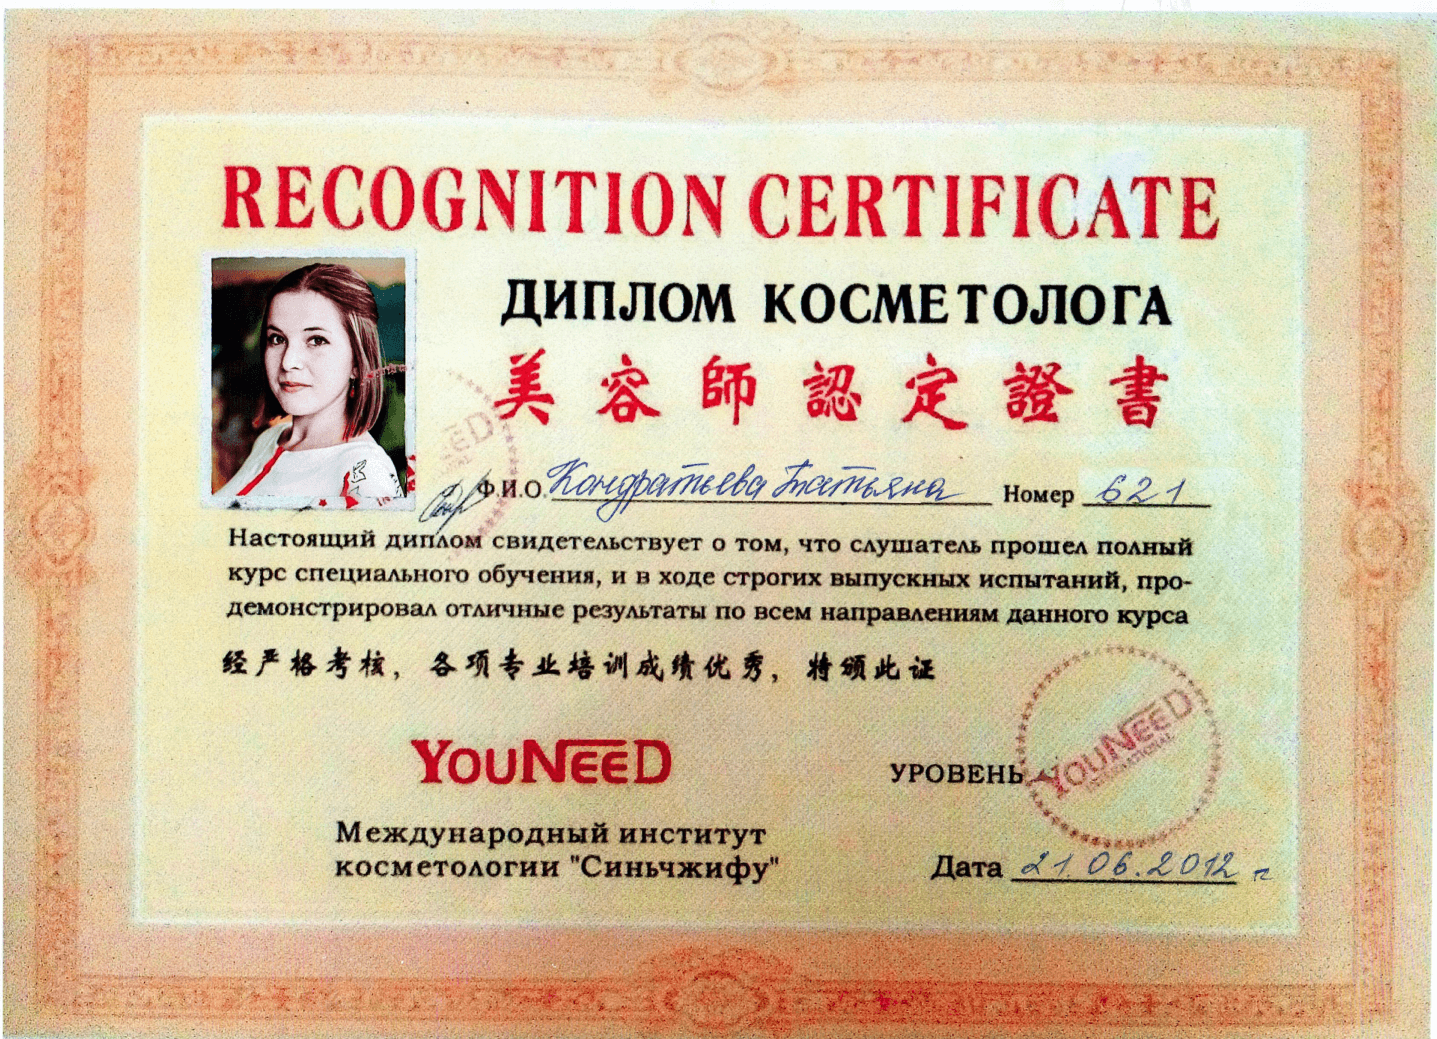 RECOGNITION CERTIFICATE
ДИПЛОМ КОСМЕТОЛОГА
美容師認定證書
Ф.И.О. Кондратьева Татьяна Номер 621
Настоящий диплом свидетельствует о том, что слушатель прошел полный
курс специального обучения, и в ходе строгих выпускных испытаний, про-
демонстрировал отличные результаты по всем направлениям данного курса
经严格考核，各项专业培训成绩优秀，特颁此证
YOUNEED
УРОВЕНЬ
YOUNEED
INTERNATIONAL
Международный институт
косметологии "Синьчжифу"
Дата 21.06.2012 г